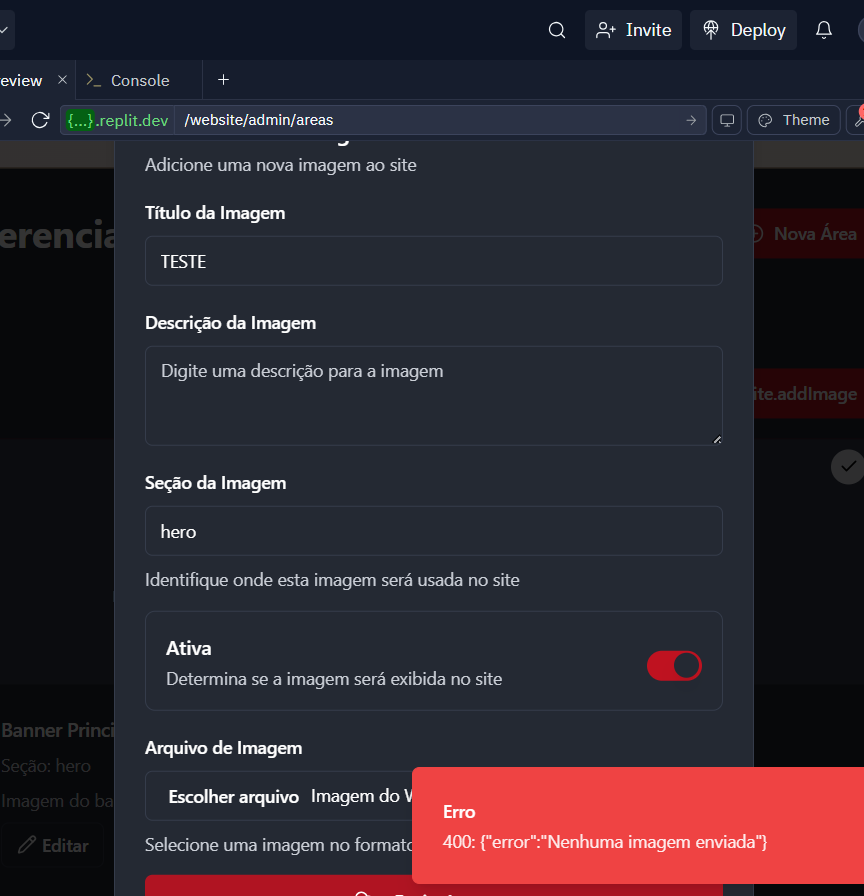 Invite
Deploy
eview
Console
{...}.replit.dev
/website/admin/areas
Theme
Adicione uma nova imagem ao site
erencia
Título da Imagem
Nova Área
TESTE
Descrição da Imagem
Digite uma descrição para a imagem
ite.addImage
Seção da Imagem
hero
Identifique onde esta imagem será usada no site
Ativa
Determina se a imagem será exibida no site
Banner Princi
Arquivo de Imagem
Seção: hero
Escolher arquivo Imagem do W
Imagem do ba
Erro
400: {"error":"Nenhuma imagem enviada"}
Editar
Selecione uma imagem no formato